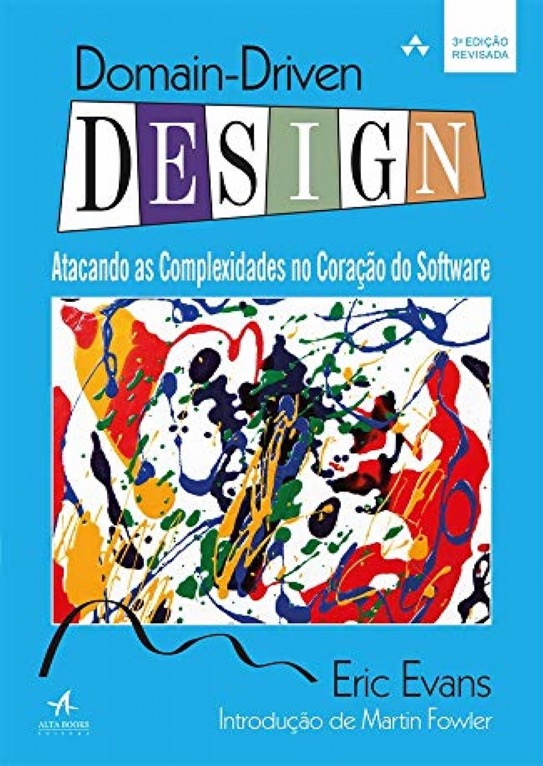 3ª EDIÇÃO
REVISADA
Domain-Driven
DESIGN
Atacando as Complexidades no Coração do Software
Eric Evans
Introdução de Martin Fowler
ALTA BOOKS
EDITORA